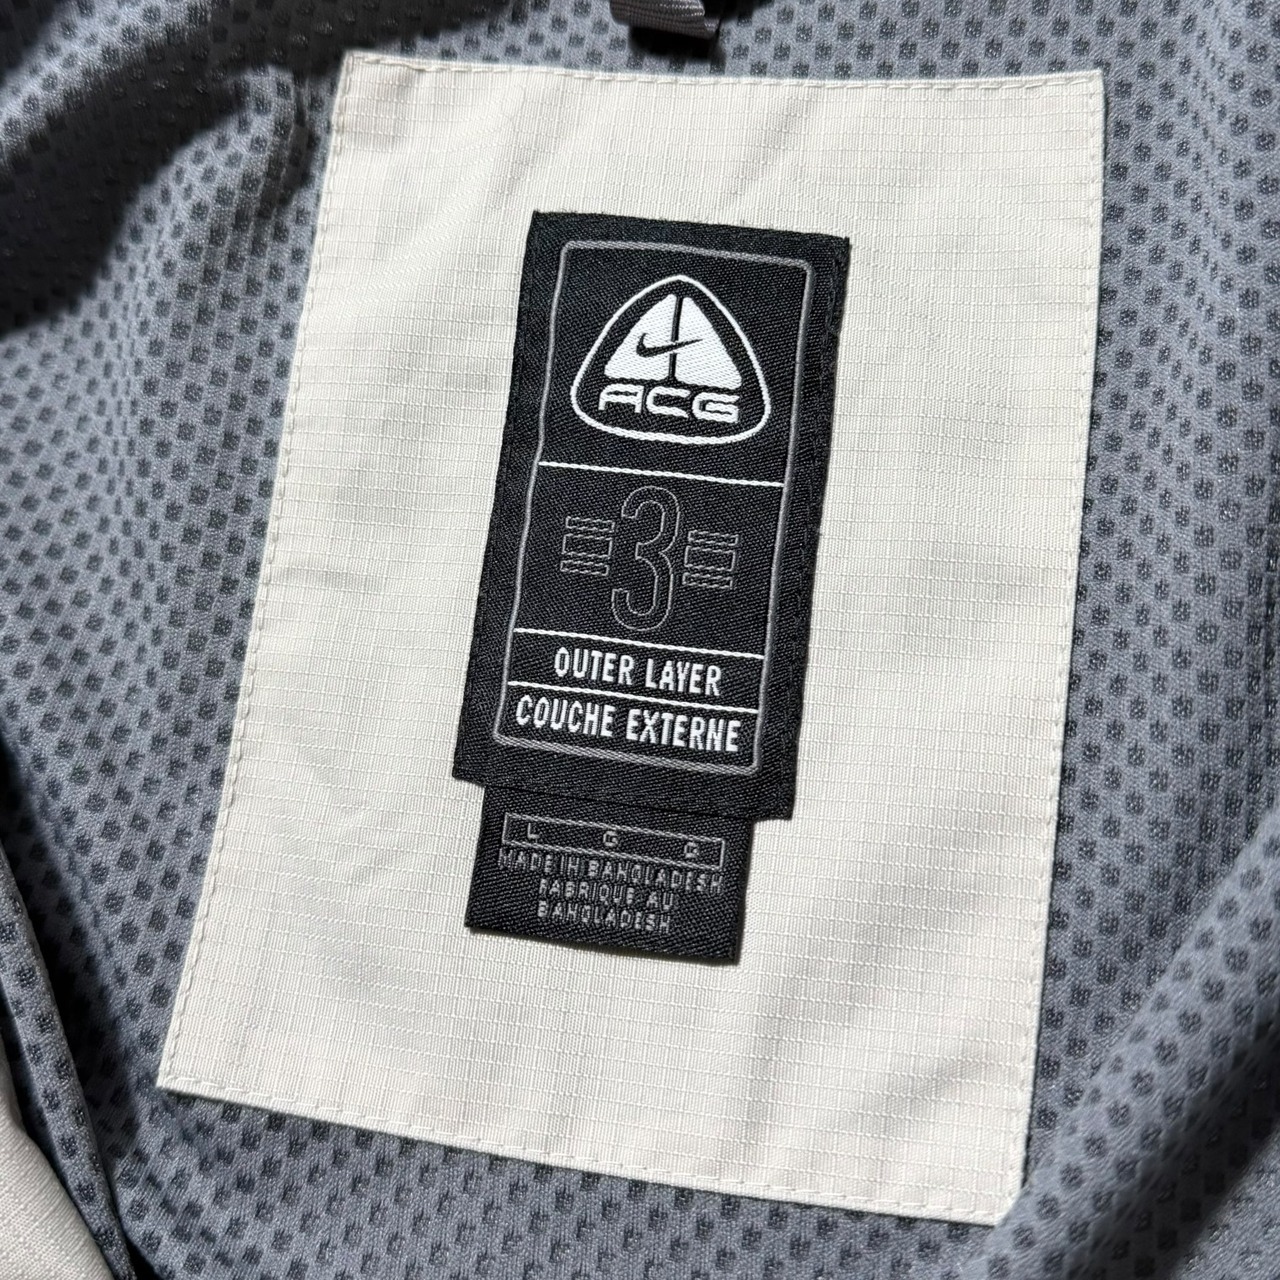 ACG
3
OUTER LAYER
COUCHE EXTERNE
L G G
MADE IN BANGLADESH
FABRIQUE AU
BANGLADESH